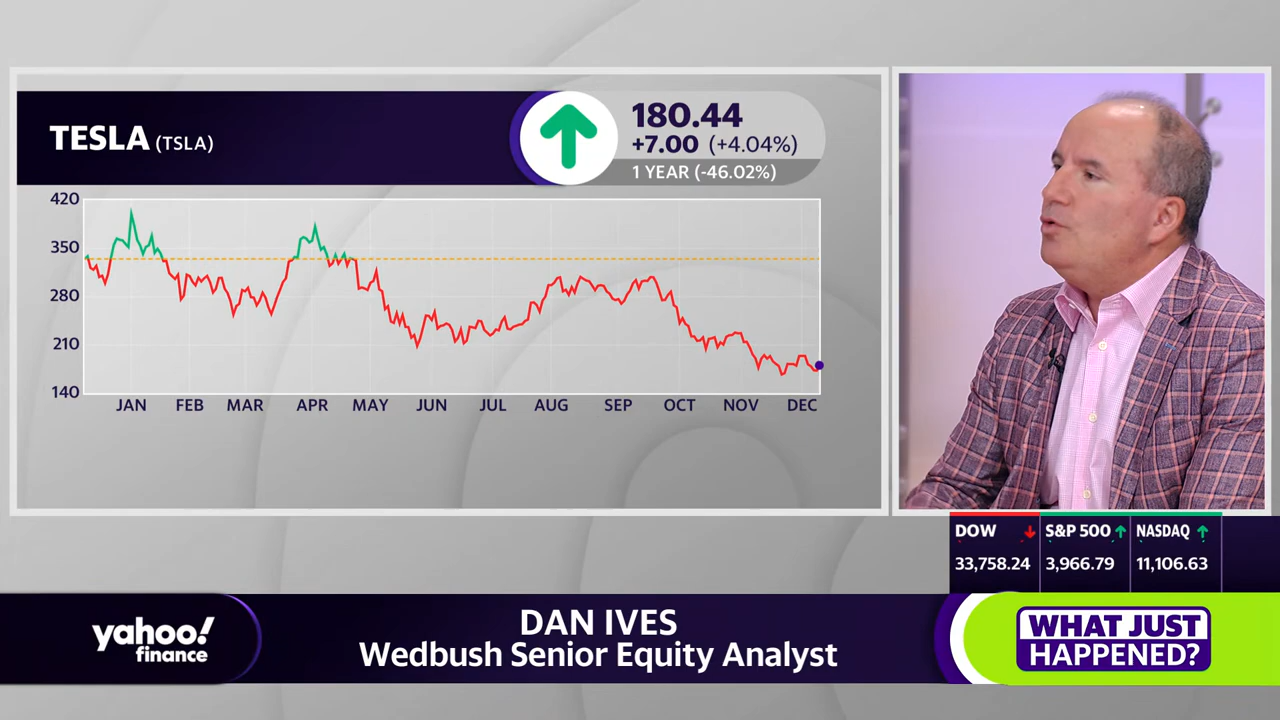 TESLA (TSLA)
180.44
+7.00 (+4.04%)
1 YEAR (-46.02%)
420
350
280
210
140
JAN FEB MAR APR MAY JUN JUL AUG SEP OCT NOV DEC
DOW S&P 500 NASDAQ
33,758.24 3,966.79 11,106.63
yahoo!
finance
DAN IVES
Wedbush Senior Equity Analyst
WHAT JUST
HAPPENED?